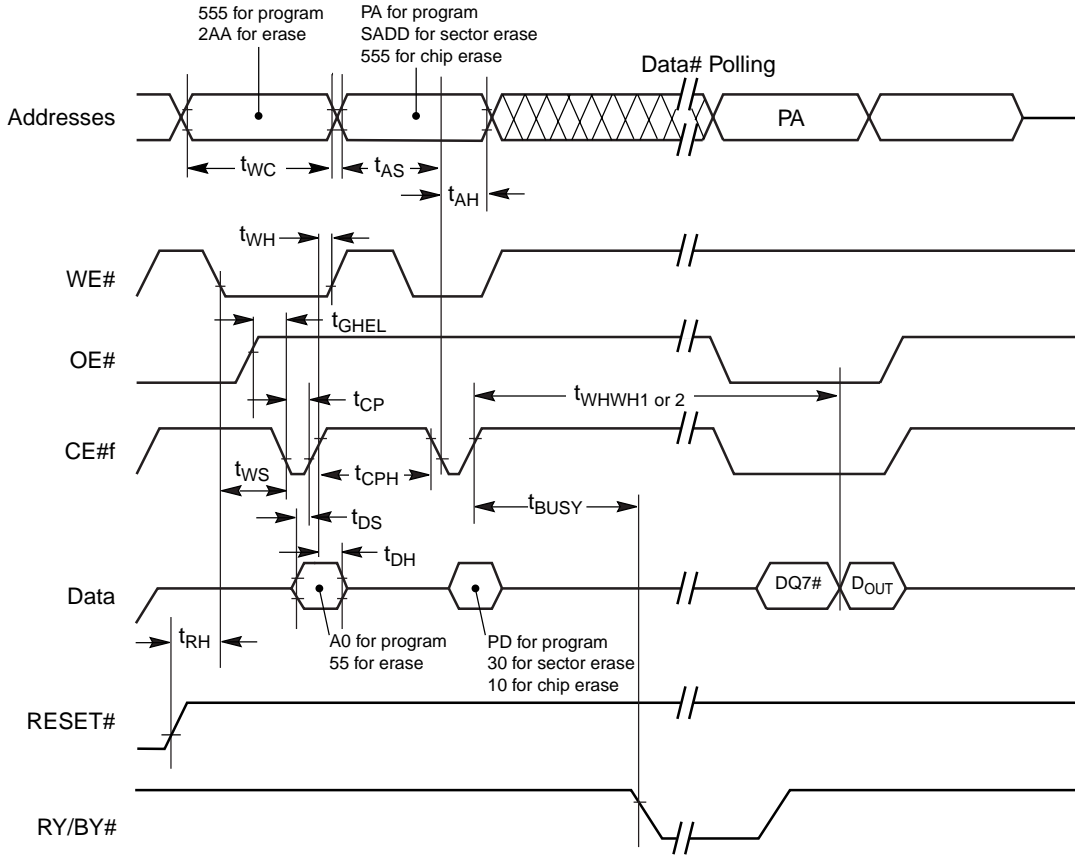 555 for program
2AA for erase
PA for program
SADD for sector erase
555 for chip erase
Data# Polling
Addresses
PA
tWC
tAS
tAH
tWH
WE#
tGHEL
OE#
tWHWH1 or 2
tCP
CE#f
tWS
tCPH
tBUSY
tDS
tDH
Data
DQ7#
DOUT
tRH
A0 for program
55 for erase
PD for program
30 for sector erase
10 for chip erase
RESET#
RY/BY#